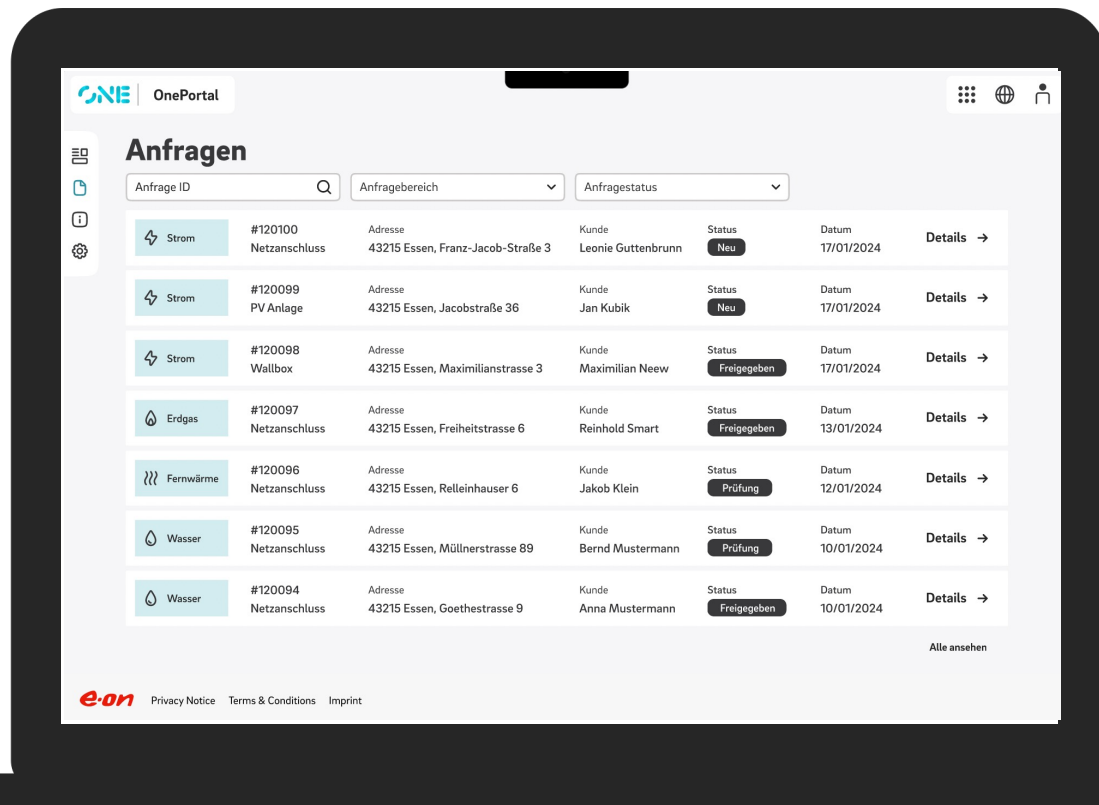 ONE OnePortal
Anfragen
Anfrage ID Anfragebereich Anfragestatus
Strom #120100 Netzanschluss Adresse 43215 Essen, Franz-Jacob-Straße 3 Kunde Leonie Guttenbrunn Status Neu Datum 17/01/2024 Details →
Strom #120099 PV Anlage Adresse 43215 Essen, Jacobstraße 36 Kunde Jan Kubik Status Neu Datum 17/01/2024 Details →
Strom #120098 Wallbox Adresse 43215 Essen, Maximilianstrasse 3 Kunde Maximilian Neew Status Freigegeben Datum 17/01/2024 Details →
Erdgas #120097 Netzanschluss Adresse 43215 Essen, Freiheitstrasse 6 Kunde Reinhold Smart Status Freigegeben Datum 13/01/2024 Details →
Fernwärme #120096 Netzanschluss Adresse 43215 Essen, Relleinhauser 6 Kunde Jakob Klein Status Prüfung Datum 12/01/2024 Details →
Wasser #120095 Netzanschluss Adresse 43215 Essen, Müllnerstrasse 89 Kunde Bernd Mustermann Status Prüfung Datum 10/01/2024 Details →
Wasser #120094 Netzanschluss Adresse 43215 Essen, Goethestrasse 9 Kunde Anna Mustermann Status Freigegeben Datum 10/01/2024 Details →
Alle ansehen
e·on Privacy Notice Terms & Conditions Imprint